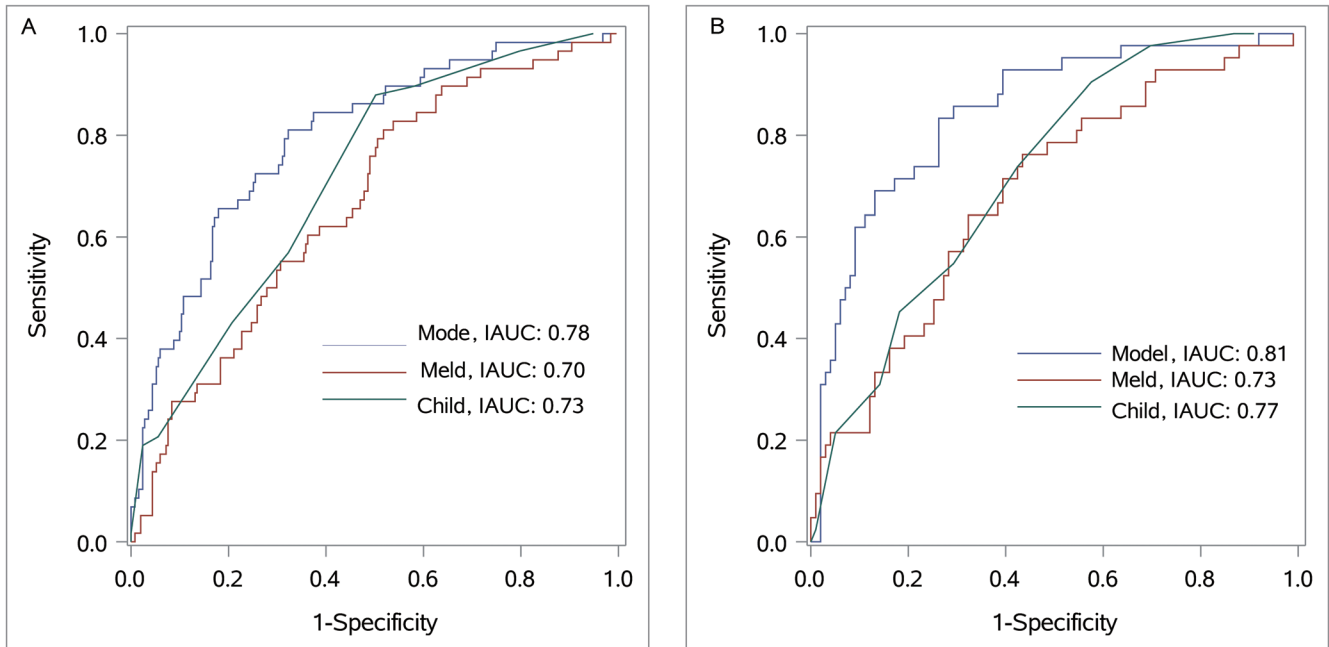 A
1.0
0.8
0.6
0.4
0.2
0.0
Sensitivity
Mode, IAUC: 0.78
Meld, IAUC: 0.70
Child, IAUC: 0.73
0.0 0.2 0.4 0.6 0.8 1.0
1-Specificity
B
1.0
0.8
0.6
0.4
0.2
0.0
Sensitivity
Model, IAUC: 0.81
Meld, IAUC: 0.73
Child, IAUC: 0.77
0.0 0.2 0.4 0.6 0.8 1.0
1-Specificity